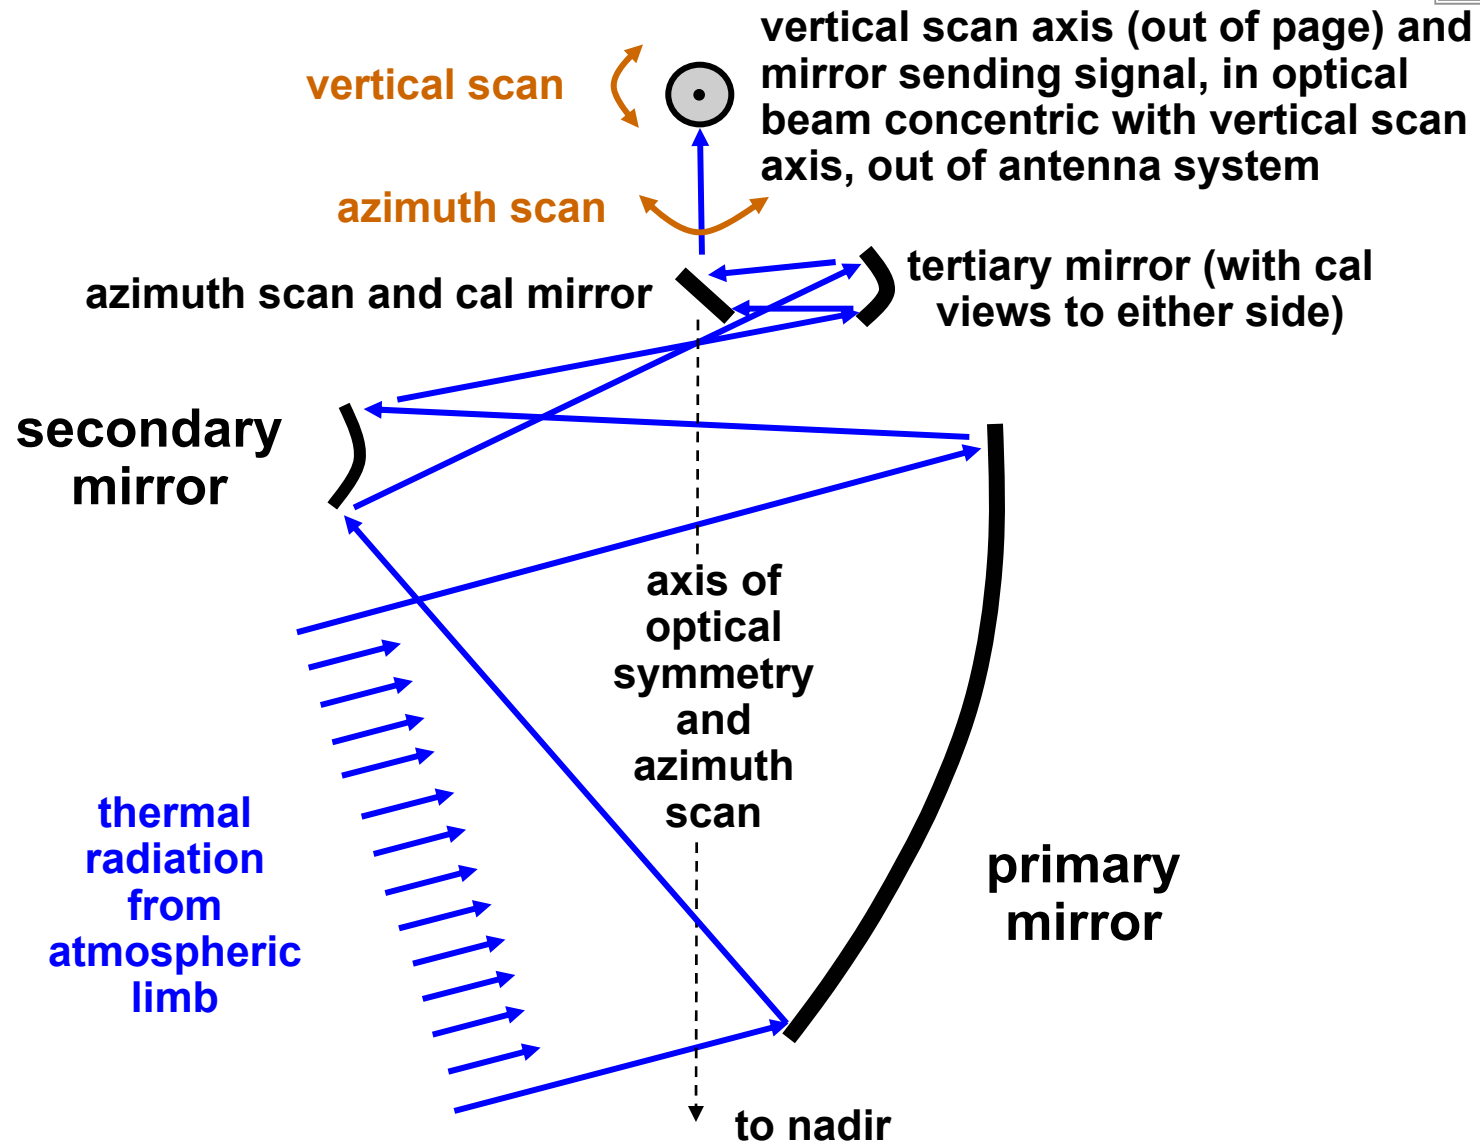 vertical scan axis (out of page) and
mirror sending signal, in optical
beam concentric with vertical scan
axis, out of antenna system
vertical scan
azimuth scan
azimuth scan and cal mirror
tertiary mirror (with cal
views to either side)
secondary
mirror
axis of
optical
symmetry
and
azimuth
scan
thermal
radiation
from
atmospheric
limb
primary
mirror
to nadir